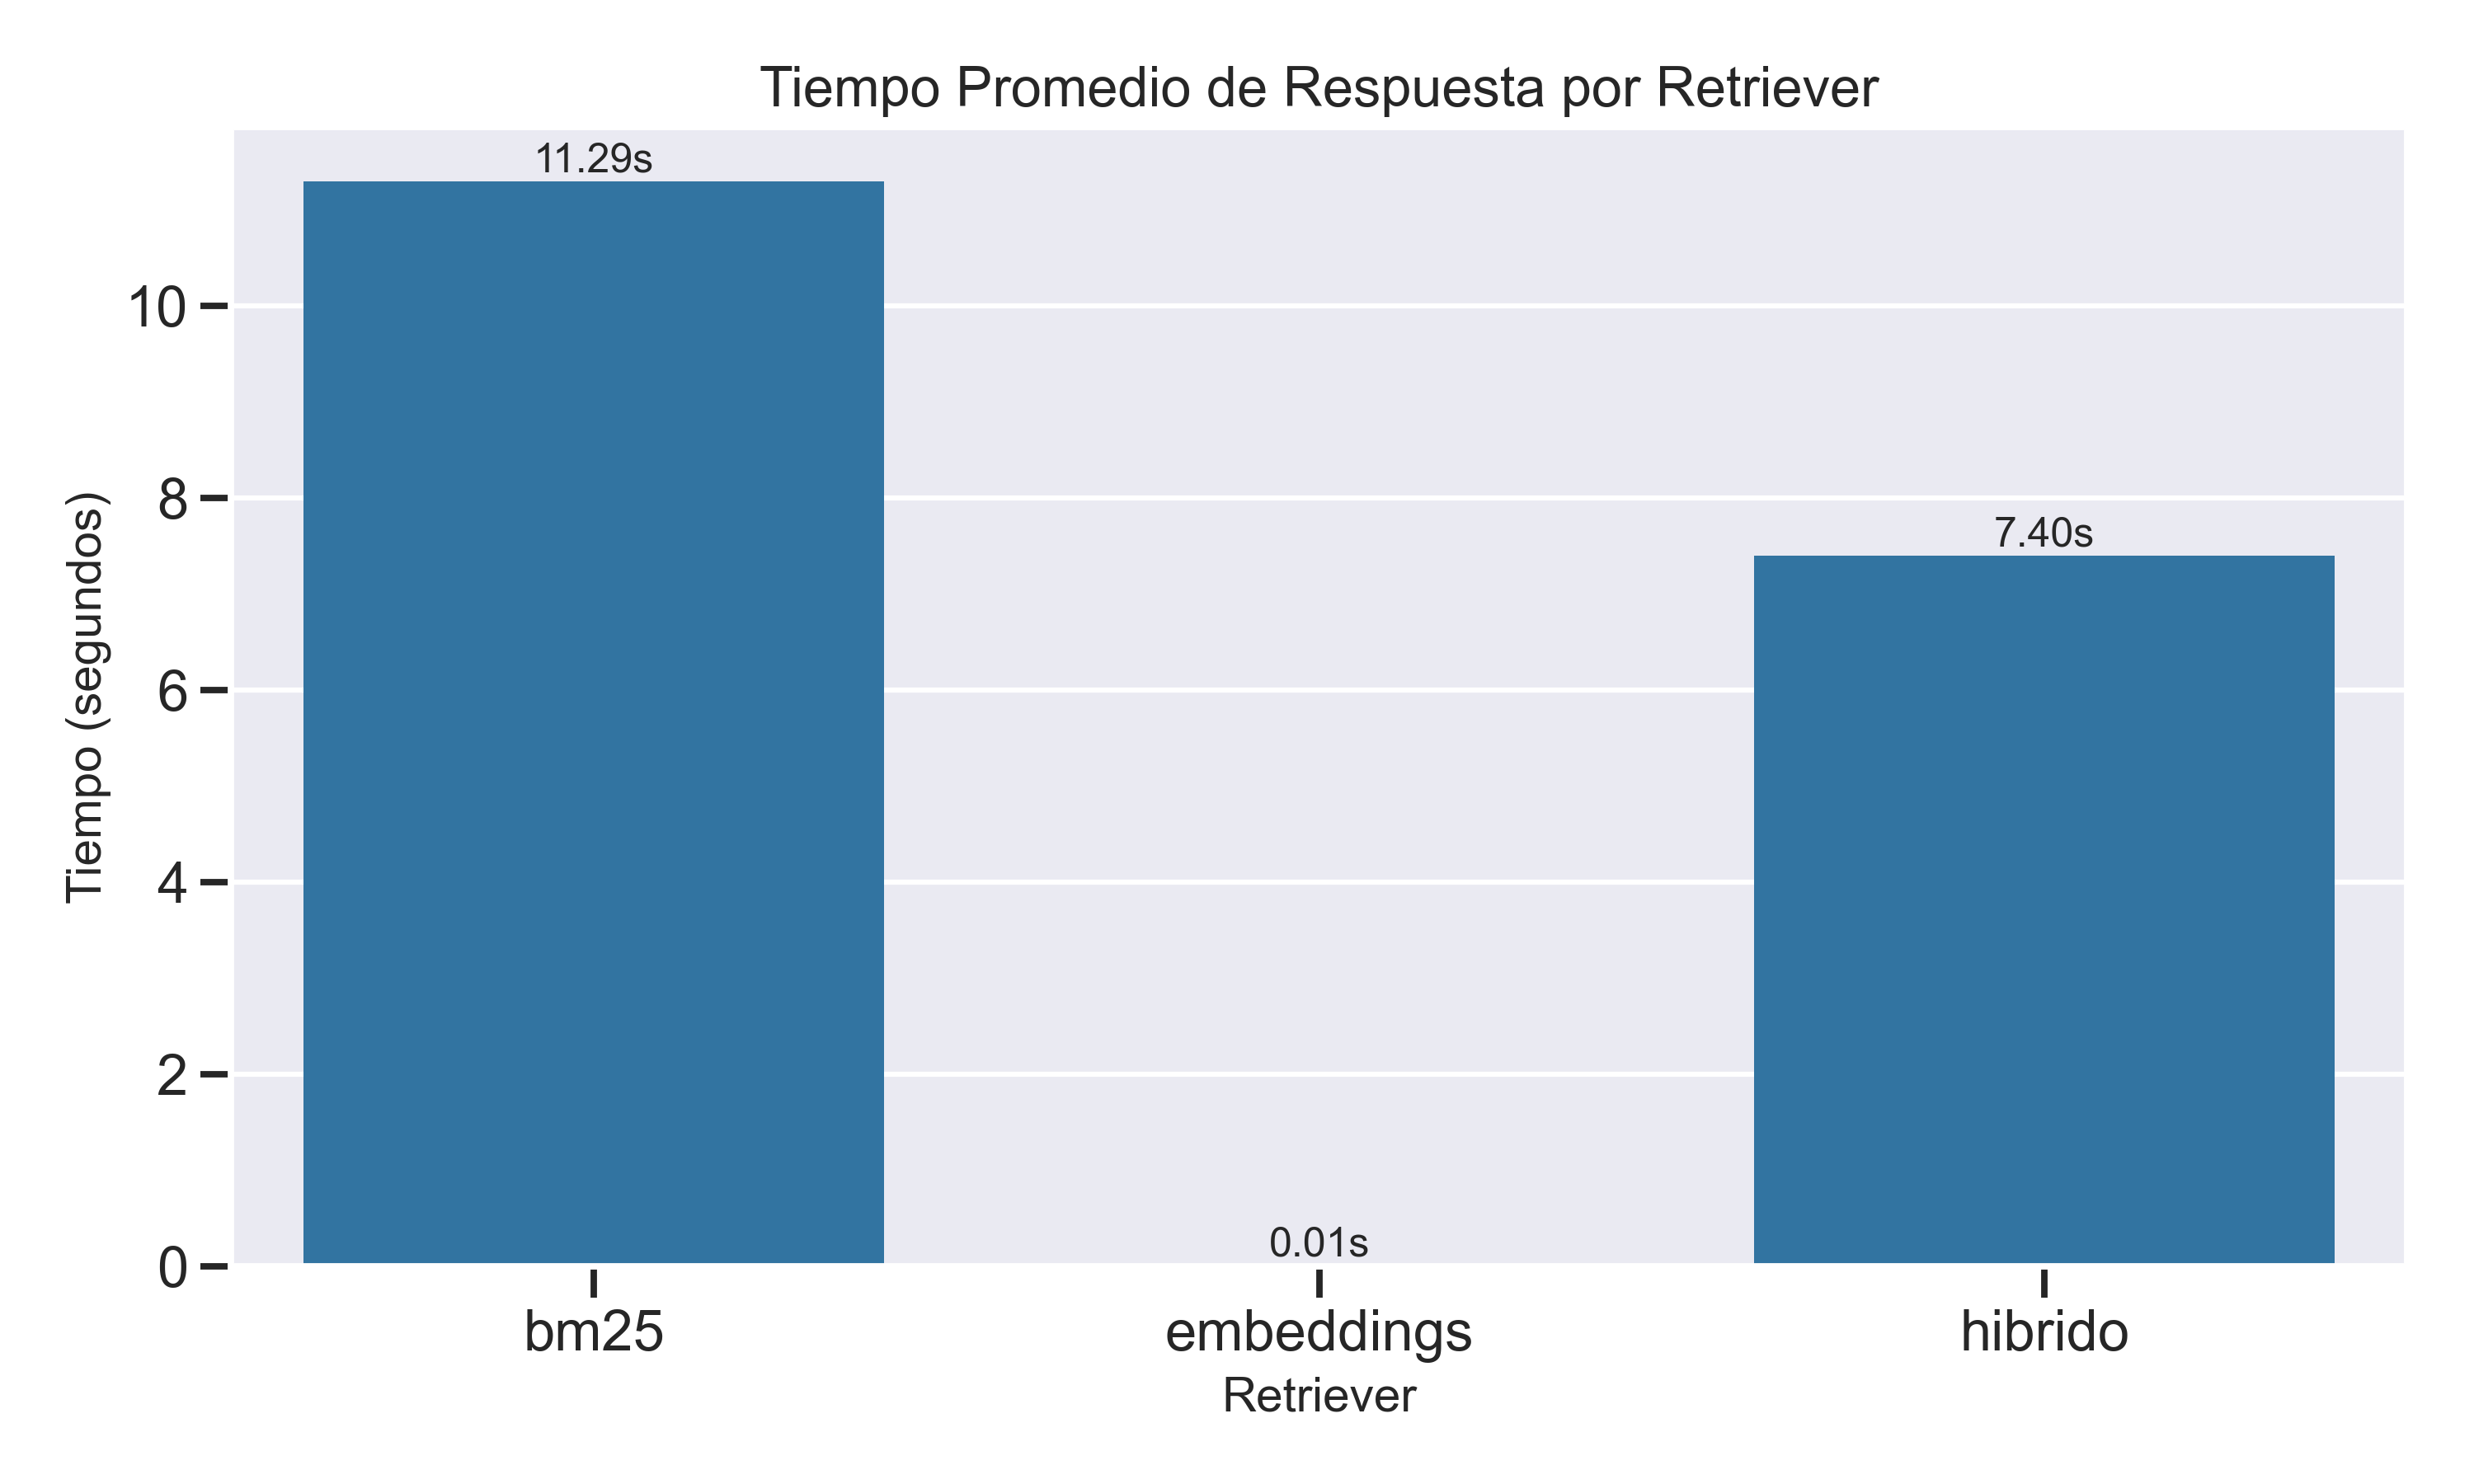 Tiempo Promedio de Respuesta por Retriever
11.29s
10
8
7.40s
6
Tiempo (segundos)
4
2
0.01s
0
bm25
embeddings
hibrido
Retriever